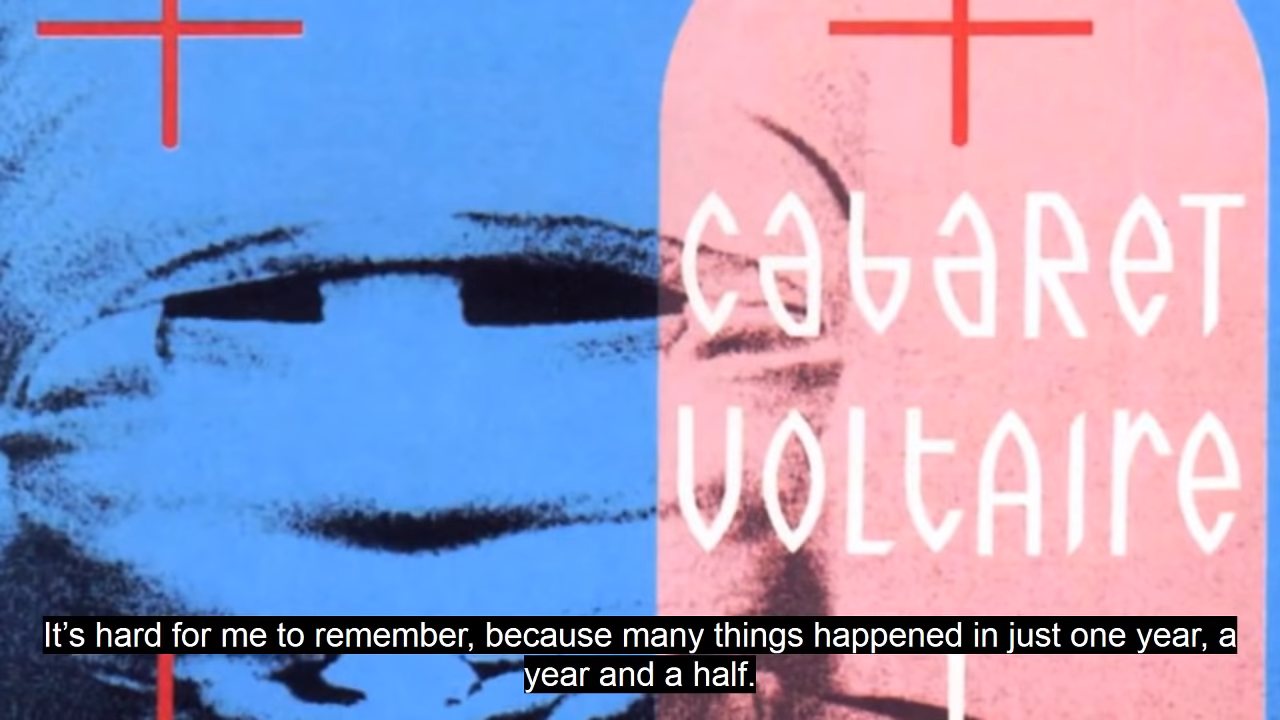 cabaRet
voltAire
It’s hard for me to remember, because many things happened in just one year, a
year and a half.